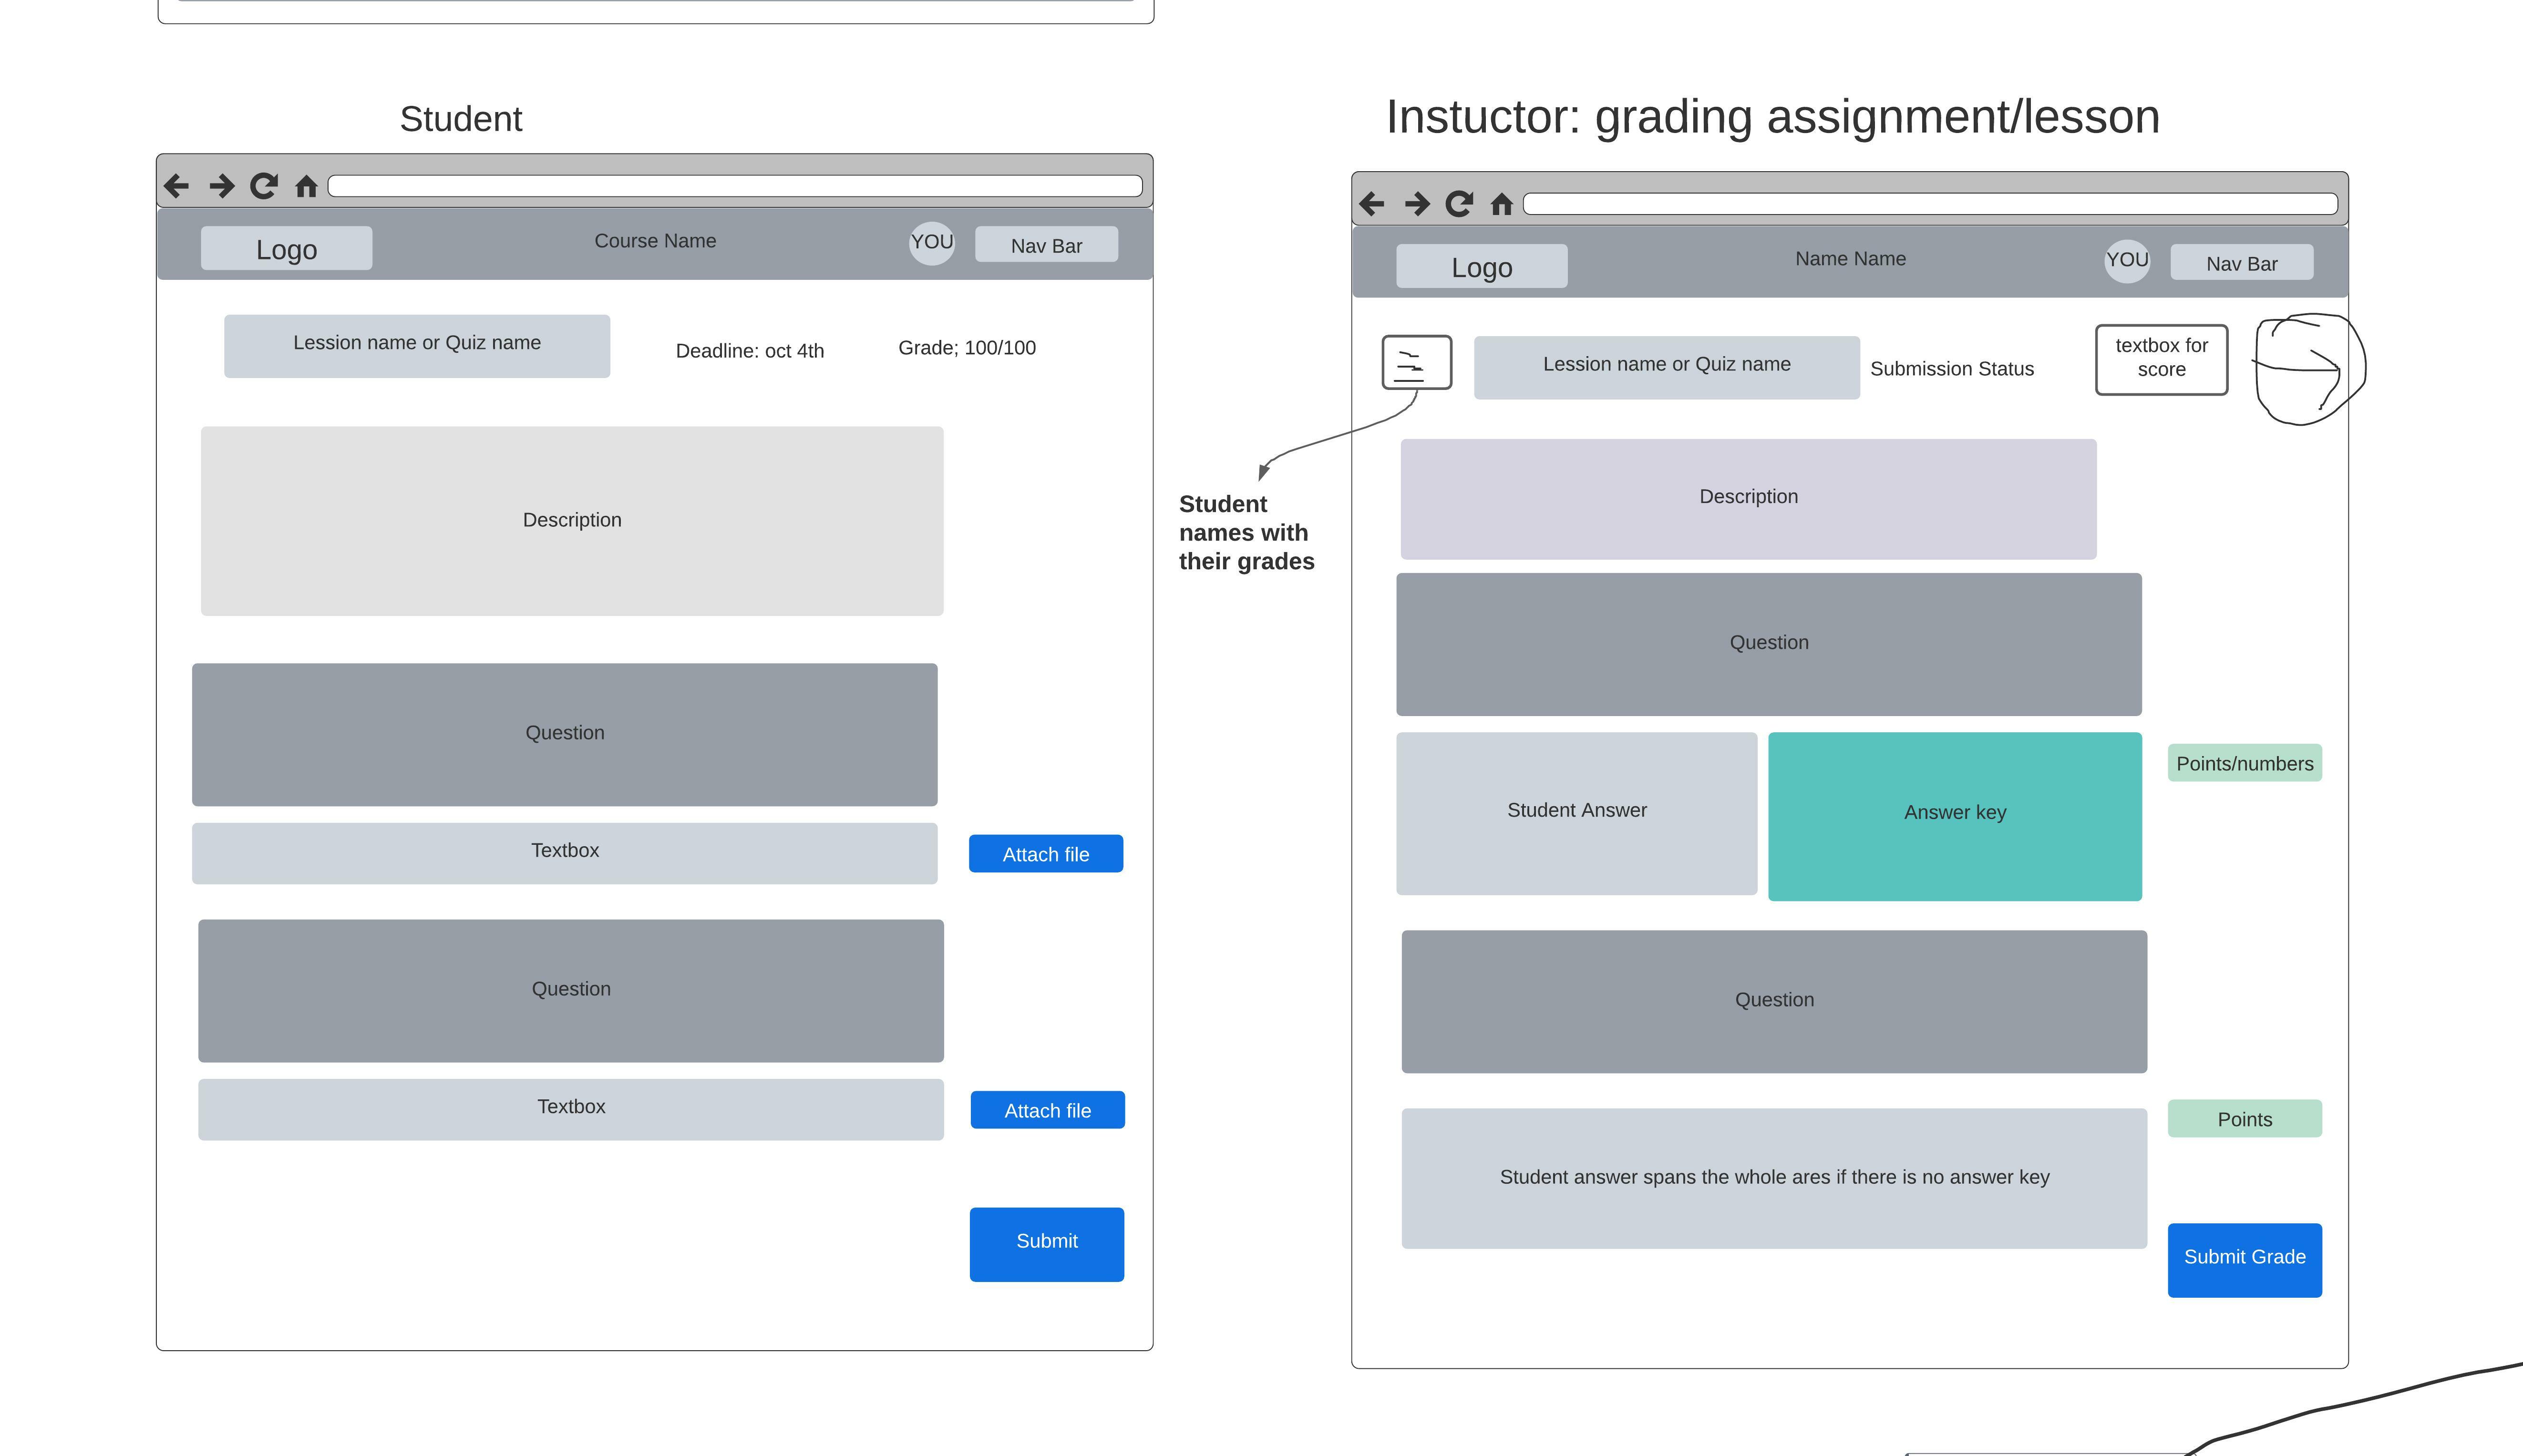 Student
Logo
Course Name
YOU
Nav Bar
Lession name or Quiz name
Deadline: oct 4th
Grade; 100/100
Description
Question
Textbox
Attach file
Question
Textbox
Attach file
Submit
Student
names with
their grades
Instuctor: grading assignment/lesson
Logo
Name Name
YOU
Nav Bar
Lession name or Quiz name
Submission Status
textbox for
score
Description
Question
Student Answer
Answer key
Points/numbers
Question
Points
Student answer spans the whole ares if there is no answer key
Submit Grade